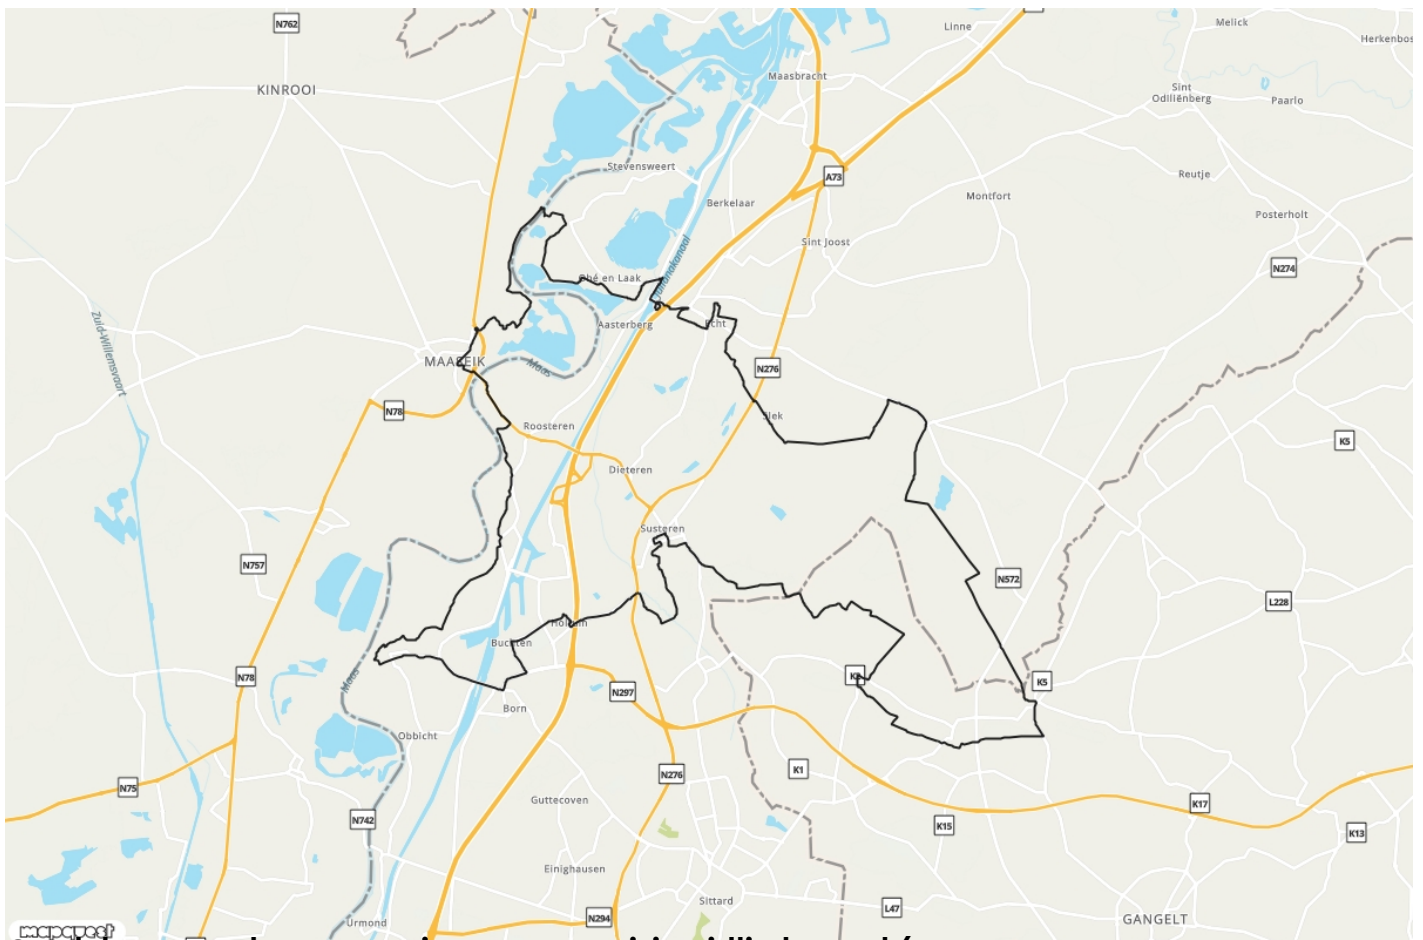 N762
Linne
Melick
Herkenbos
KINROOI
Maasbracht
Sint
Odiliënberg
Paarlo
Stevensweert
A73
Reutje
Montfort
Berkelaar
Posterholt
Sint Joost
N274
Julianakanaal
Ohé en Laak
Zuid-Willemsvaart
Aasterberg
Echt
MAASEIK
Maas
N276
N78
Slek
Roosteren
K5
Dieteren
Susteren
N757
N572
L228
Holtum
Buchten
Maas
N78
K5
N297
Born
Obbicht
K1
N276
N75
Guttecoven
K17
N742
K15
K13
Einighausen
Sittard
L47
Urmond
N294
GANGELT
mapquest